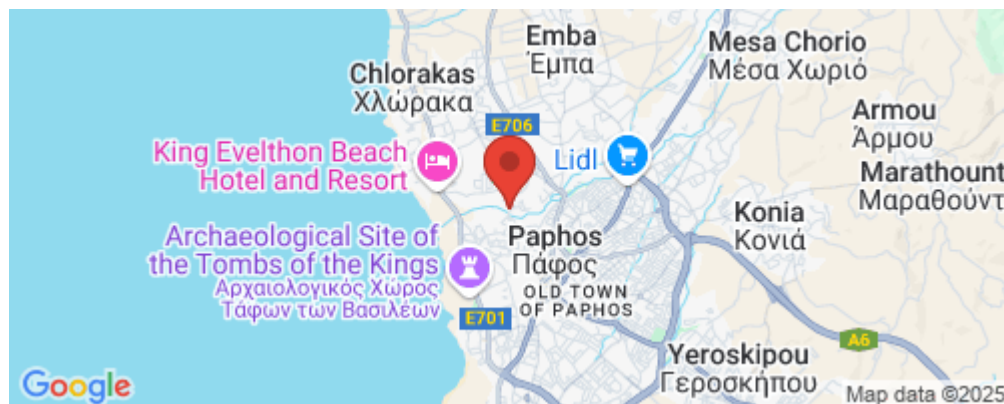 Emba
Έμπα
Mesa Chorio
Μέσα Χωριό
Chlorakas
Χλώρακα
Armou
Άρμου
E706
King Evelthon Beach
Hotel and Resort
Lidl
Marathount
Μαραθούντ
Konia
Κονιά
Paphos
Πάφος
OLD TOWN
OF PAPHOS
Archaeological Site of
the Tombs of the Kings
Αρχαιολογικός Χώρος
Τάφων των Βασιλέων
E701
A6
Yeroskipou
Γεροσκήπου
Google
Map data ©2025